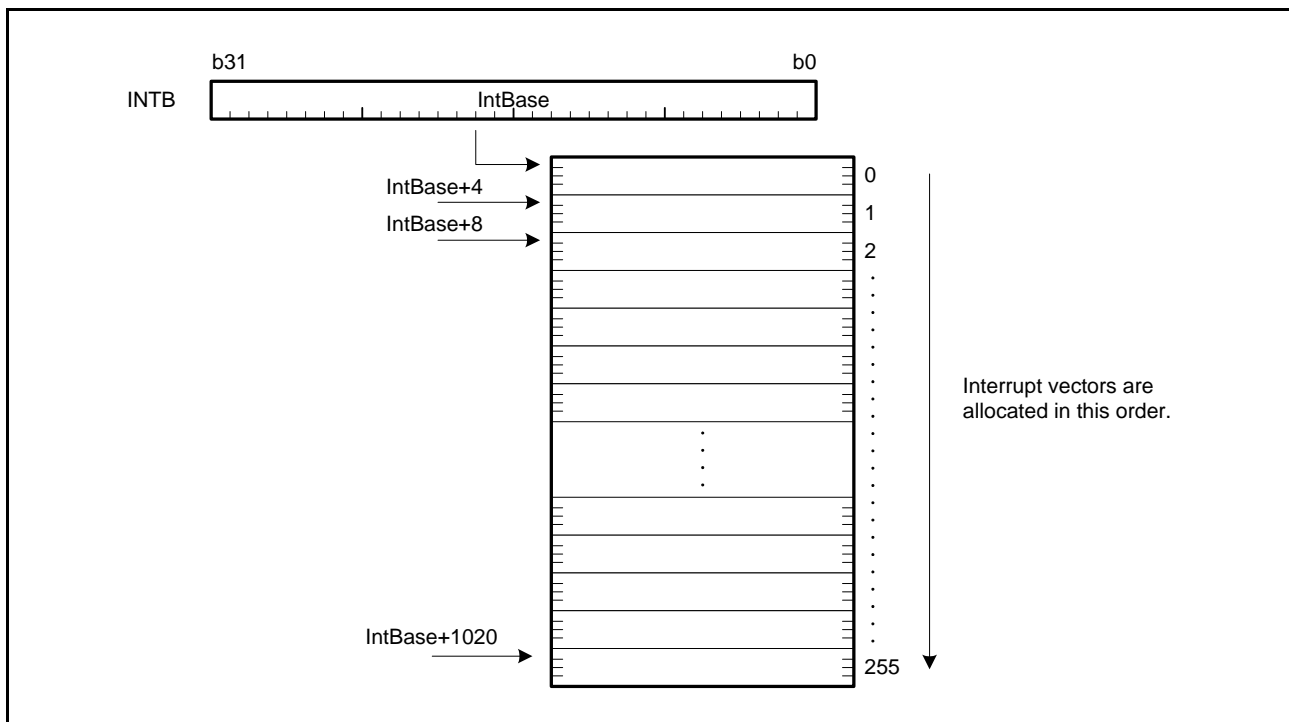 b31 b0
INTB IntBase
0
IntBase+4
1
IntBase+8
2
Interrupt vectors are
allocated in this order.
IntBase+1020
255